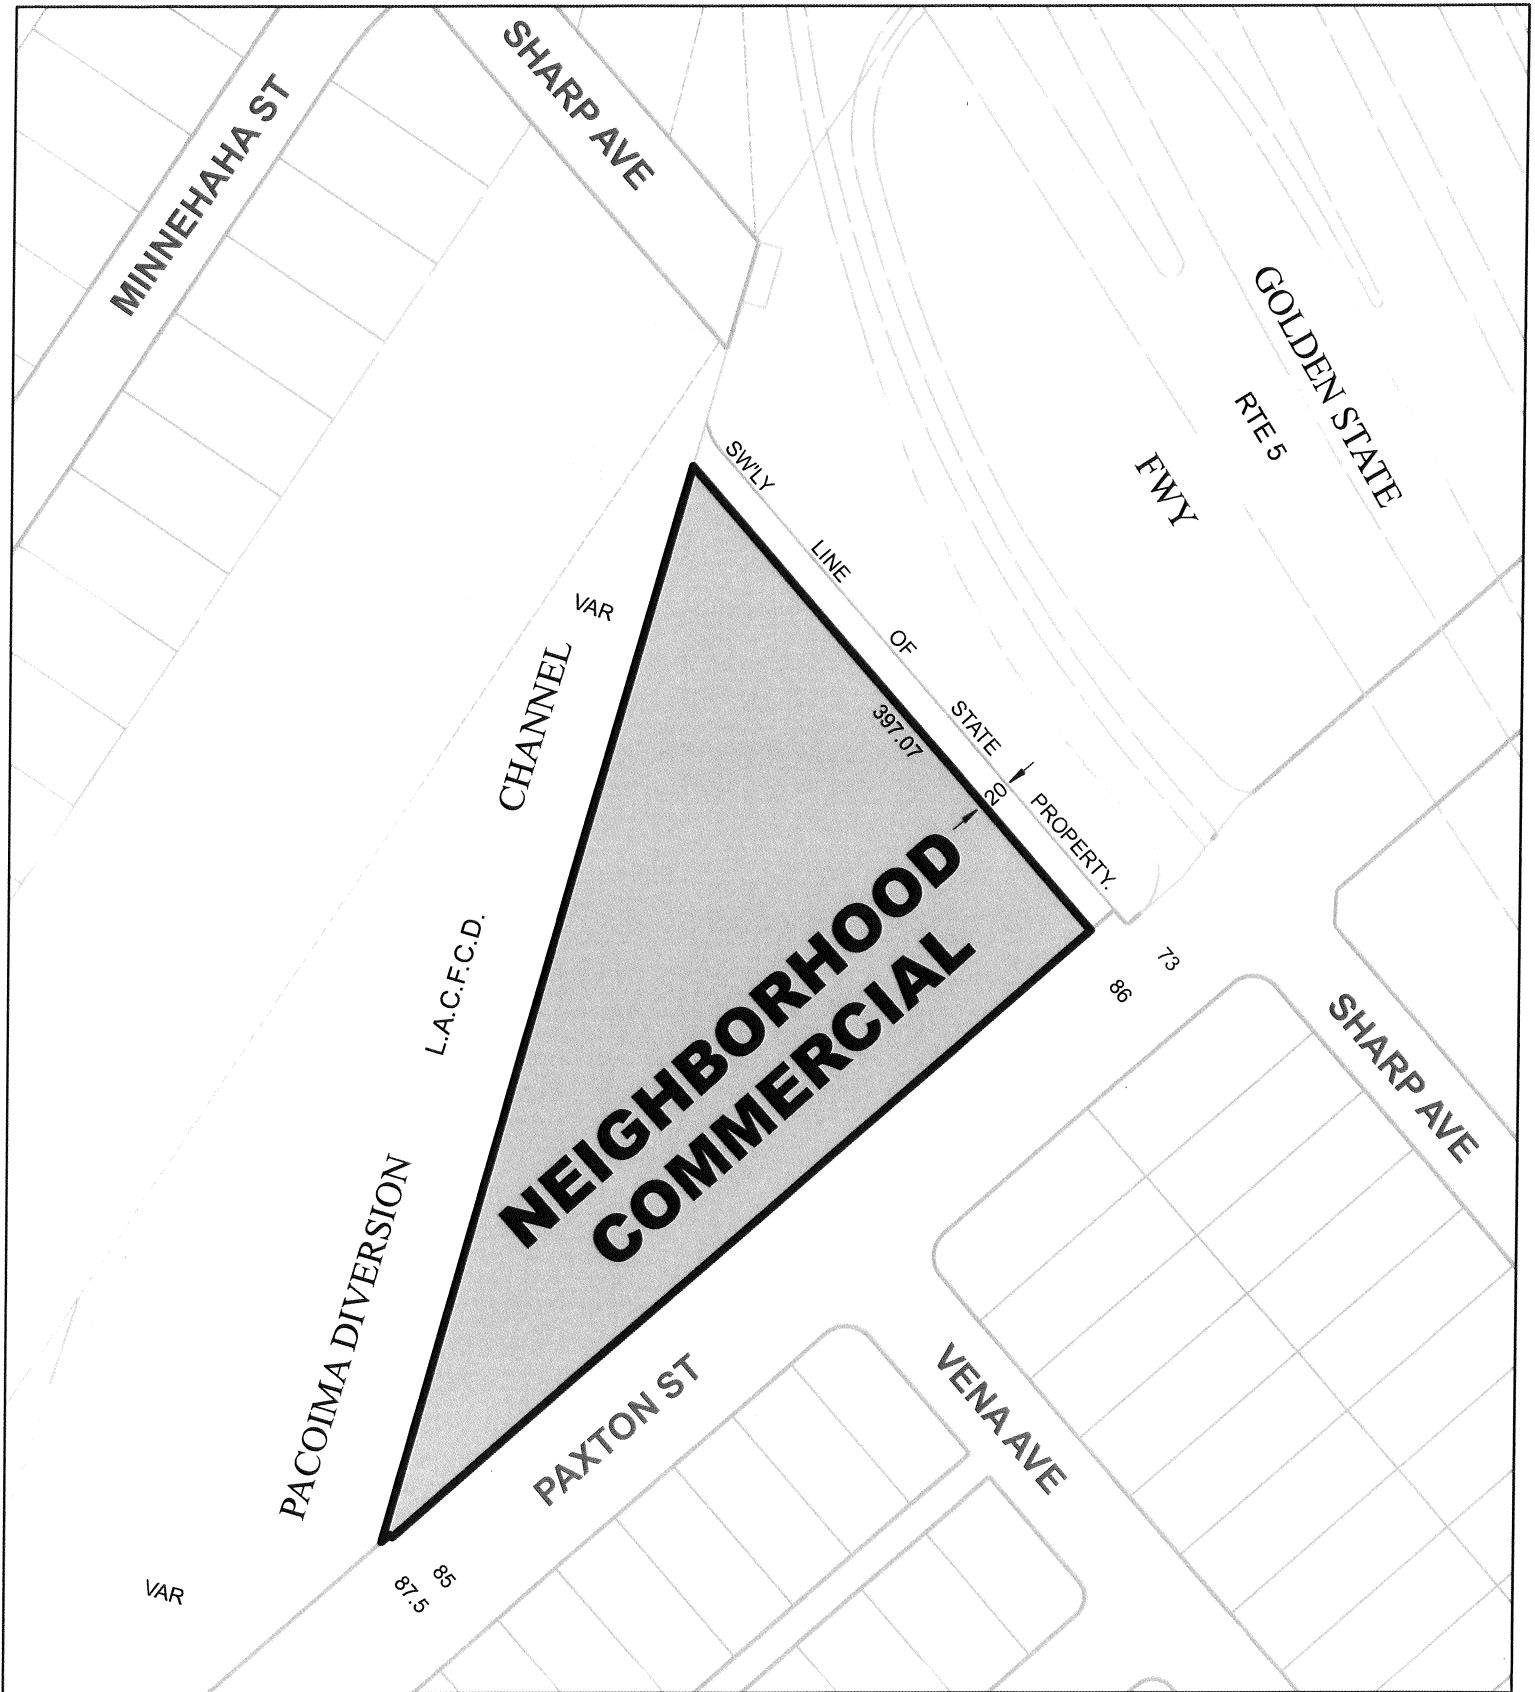 SHARP AVE
MINNEHAHA ST
GOLDEN STATE
FWY
RTE 5
SW'LY LINE OF STATE PROPERTY.
VAR
CHANNEL
397.07
20
L.A.C.F.C.D.
NEIGHBORHOOD
COMMERCIAL
73
86
SHARP AVE
PACOIMA DIVERSION
PAXTON ST
VENA AVE
85
87.5
VAR